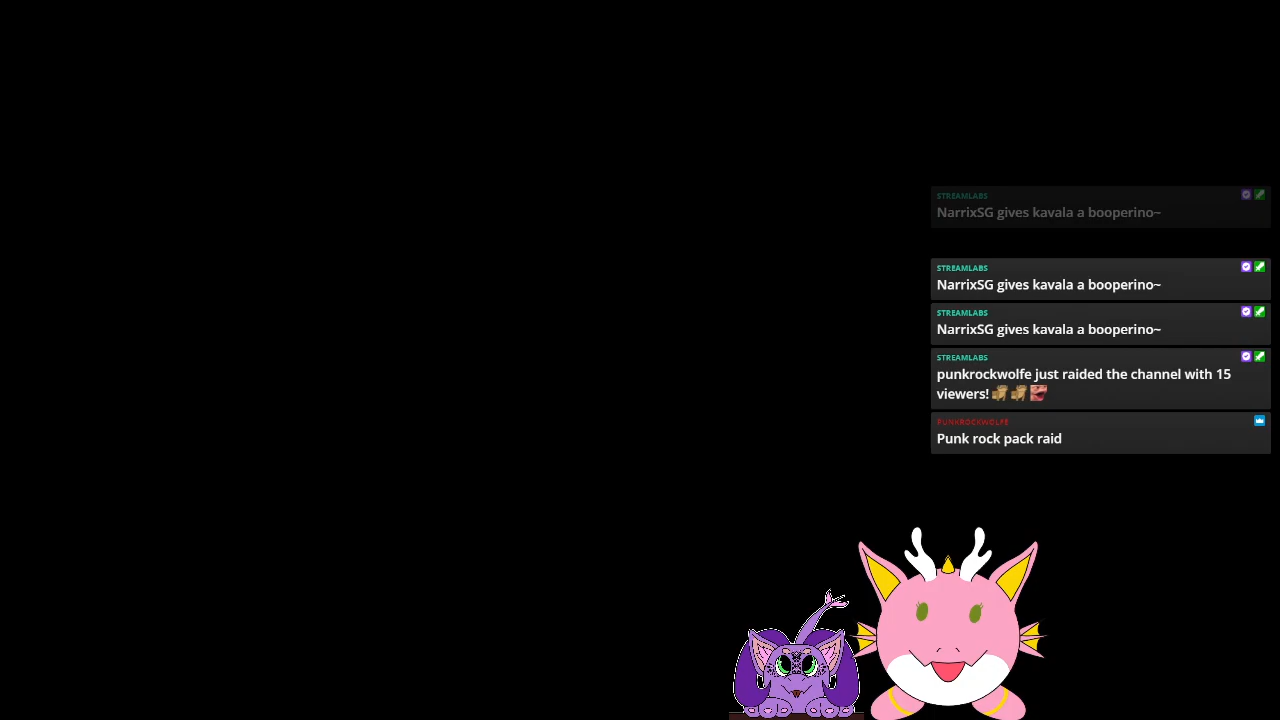 STREAMLABS
NarrixSG gives kavala a booperino~
STREAMLABS
NarrixSG gives kavala a booperino~
STREAMLABS
NarrixSG gives kavala a booperino~
STREAMLABS
punkrockwolfe just raided the channel with 15
viewers!
PUNKROCKWOLFE
Punk rock pack raid